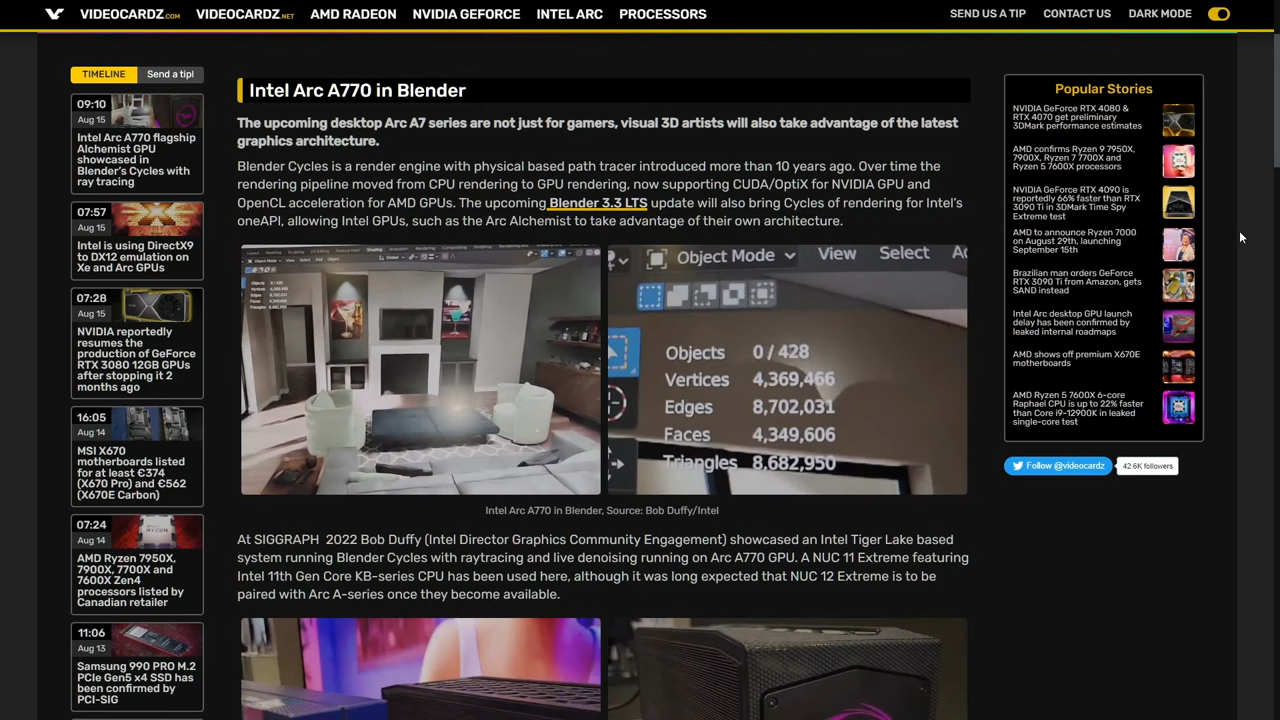 VIDEOCARDZ.COM
VIDEOCARDZ.NET
AMD RADEON
NVIDIA GEFORCE
INTEL ARC
PROCESSORS
SEND US A TIP
CONTACT US
DARK MODE
TIMELINE
Send a tip!
09:10
Aug 15
Intel Arc A770 flagship
Alchemist GPU
showcased in
Blender's Cycles with
ray tracing
07:57
Aug 15
Intel is using DirectX9
to DX12 emulation on
Xe and Arc GPUs
07:28
Aug 15
NVIDIA reportedly
resumes the
production of GeForce
RTX 3080 12GB GPUs
after stopping it 2
months ago
16:05
Aug 14
MSI X670
motherboards listed
for at least €374
(X670 Pro) and €562
(X670E Carbon)
07:24
Aug 14
AMD Ryzen 7950X,
7900X, 7700X and
7600X Zen4
processors listed by
Canadian retailer
11:06
Aug 13
Samsung 990 PRO M.2
PCIe Gen5 x4 SSD has
been confirmed by
PCI-SIG
Intel Arc A770 in Blender
The upcoming desktop Arc A7 series are not just for gamers, visual 3D artists will also take advantage of the latest
graphics architecture.
Blender Cycles is a render engine with physical based path tracer introduced more than 10 years ago. Over time the
rendering pipeline moved from CPU rendering to GPU rendering, now supporting CUDA/OptiX for NVIDIA GPU and
OpenCL acceleration for AMD GPUs. The upcoming Blender 3.3 LTS update will also bring Cycles of rendering for Intel's
oneAPI, allowing Intel GPUs, such as the Arc Alchemist to take advantage of their own architecture.
Object Mode
View
Select
Objects 0 / 428
Vertices 4,369,466
Edges 8,702,031
Faces 4,349,606
Triangles 8,682,950
Intel Arc A770 in Blender, Source: Bob Duffy/Intel
At SIGGRAPH 2022 Bob Duffy (Intel Director Graphics Community Engagement) showcased an Intel Tiger Lake based
system running Blender Cycles with raytracing and live denoising running on Arc A770 GPU. A NUC 11 Extreme featuring
Intel 11th Gen Core KB-series CPU has been used here, although it was long expected that NUC 12 Extreme is to be
paired with Arc A-series once they become available.
Popular Stories
NVIDIA GeForce RTX 4080 &
RTX 4070 get preliminary
3DMark performance estimates
AMD confirms Ryzen 9 7950X,
7900X, Ryzen 7 7700X and
Ryzen 5 7600X processors
NVIDIA GeForce RTX 4090 is
reportedly 66% faster than RTX
3090 Ti in 3DMark Time Spy
Extreme test
AMD to announce Ryzen 7000
on August 29th, launching
September 15th
Brazilian man orders GeForce
RTX 3090 Ti from Amazon, gets
SAND instead
Intel Arc desktop GPU launch
delay has been confirmed by
leaked internal roadmaps
AMD shows off premium X670E
motherboards
AMD Ryzen 5 7600X 6-core
Raphael CPU is up to 22% faster
than Core i9-12900K in leaked
single-core test
Follow @videocardz
42.6K followers